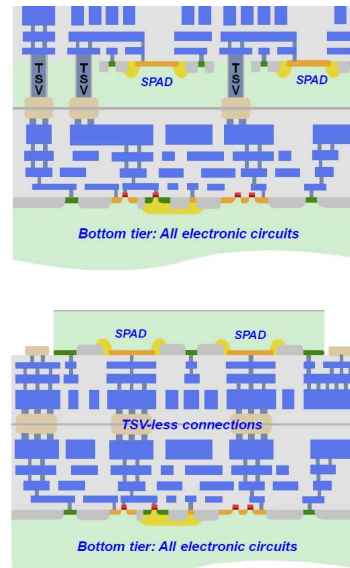 TSV
TSV
TSV
SPAD
SPAD
Bottom tier: All electronic circuits
SPAD
SPAD
TSV-less connections
Bottom tier: All electronic circuits